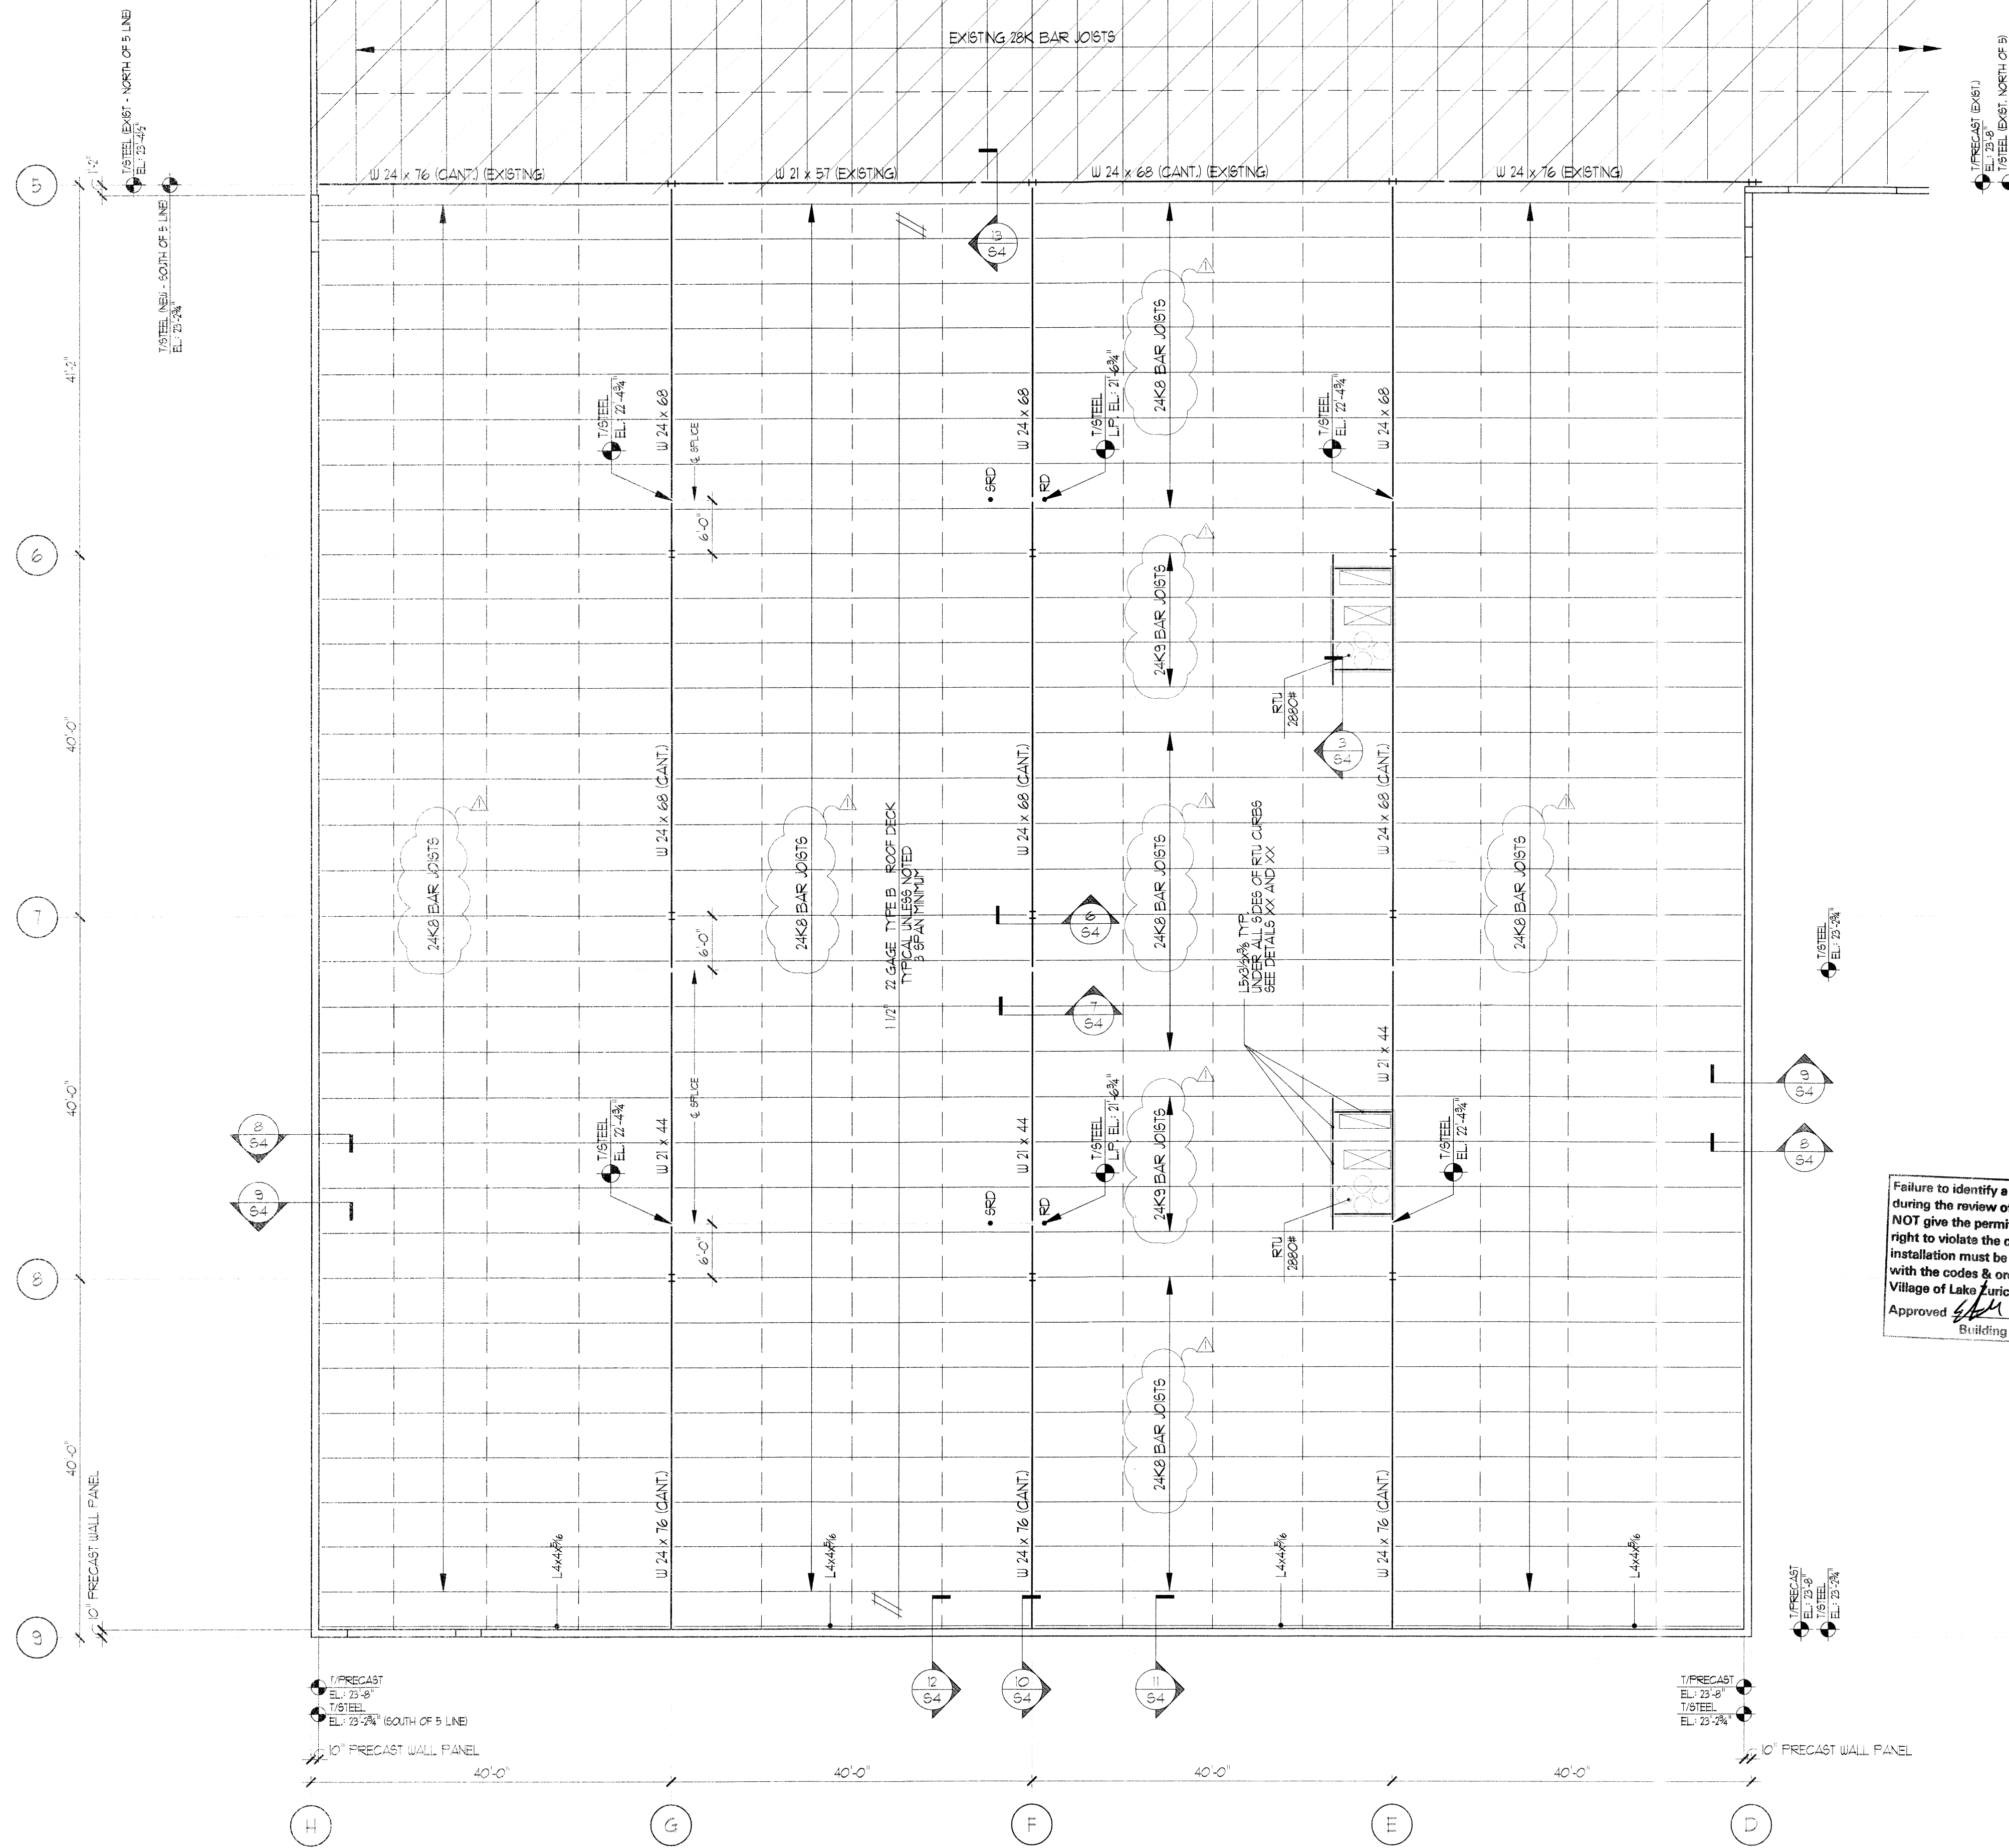 EXISTING 28K BAR JOISTS
T/STEEL (EXIST - NORTH OF 5 LINE)
EL.: 23'-4½"
1'-2"
T/PRECAST (EXIST.)
EL.: 23'-8"
T/STEEL (EXIST. NORTH OF 5)
5
W 24 x 76 (CANT.) (EXISTING)
W 21 x 57 (EXISTING)
W 24 x 68 (CANT.) (EXISTING)
W 24 x 76 (EXISTING)
T/STEEL (NEW - SOUTH OF 5 LINE)
EL.: 23'-2¾"
13
S4
1
24K8 BAR JOISTS
41'-2"
T/STEEL
EL.: 22'-4¾"
W 24 x 68
℄ SPLICE
W 24 x 68
T/STEEL
L.P. EL.: 21'-6¾"
T/STEEL
EL.: 22'-4¾"
W 24 x 68
SRD
RD
6'-0"
6
1
24K9 BAR JOISTS
RTU
2880#
3
S4
40'-0"
W 24 x 68 (CANT.)
W 24 x 68 (CANT.)
W 24 x 68 (CANT.)
1
24K8 BAR JOISTS
1
24K8 BAR JOISTS
1 1/2" 22 GAGE TYPE B ROOF DECK
TYPICAL UNLESS NOTED
3 SPAN MINIMUM
1
24K8 BAR JOISTS
L5x3½x⅜ TYP.
UNDER ALL SIDES OF RTU CURBS
SEE DETAILS XX AND XX
1
24K8 BAR JOISTS
7
6'-0"
6
S4
7
S4
T/STEEL
EL.: 23'-2¾"
40'-0"
W 21 x 44
9
S4
8
S4
T/STEEL
EL.: 22'-4¾"
W 21 x 44
℄ SPLICE
W 21 x 44
T/STEEL
L.P. EL.: 21'-6¾"
1
24K9 BAR JOISTS
T/STEEL
EL.: 22'-4¾"
8
S4
9
S4
SRD
RD
6'-0"
RTU
2880#
Failure to identify a
during the review of
NOT give the permi
right to violate the c
installation must be
with the codes & or
Village of Lake Zuric
Approved
Building
8
1
24K8 BAR JOISTS
40'-0"
10" PRECAST WALL PANEL
W 24 x 76 (CANT.)
W 24 x 76 (CANT.)
W 24 x 76 (CANT.)
L4x4x5/16
L4x4x5/16
L4x4x5/16
L4x4x5/16
T/PRECAST
EL.: 23'-8"
T/STEEL
EL.: 23'-2¾"
9
12
S4
10
S4
11
S4
T/PRECAST
EL.: 23'-8"
T/STEEL
EL.: 23'-2¾" (SOUTH OF 5 LINE)
T/PRECAST
EL.: 23'-8"
T/STEEL
EL.: 23'-2¾"
10" PRECAST WALL PANEL
10" PRECAST WALL PANEL
40'-0"
40'-0"
40'-0"
40'-0"
H
G
F
E
D